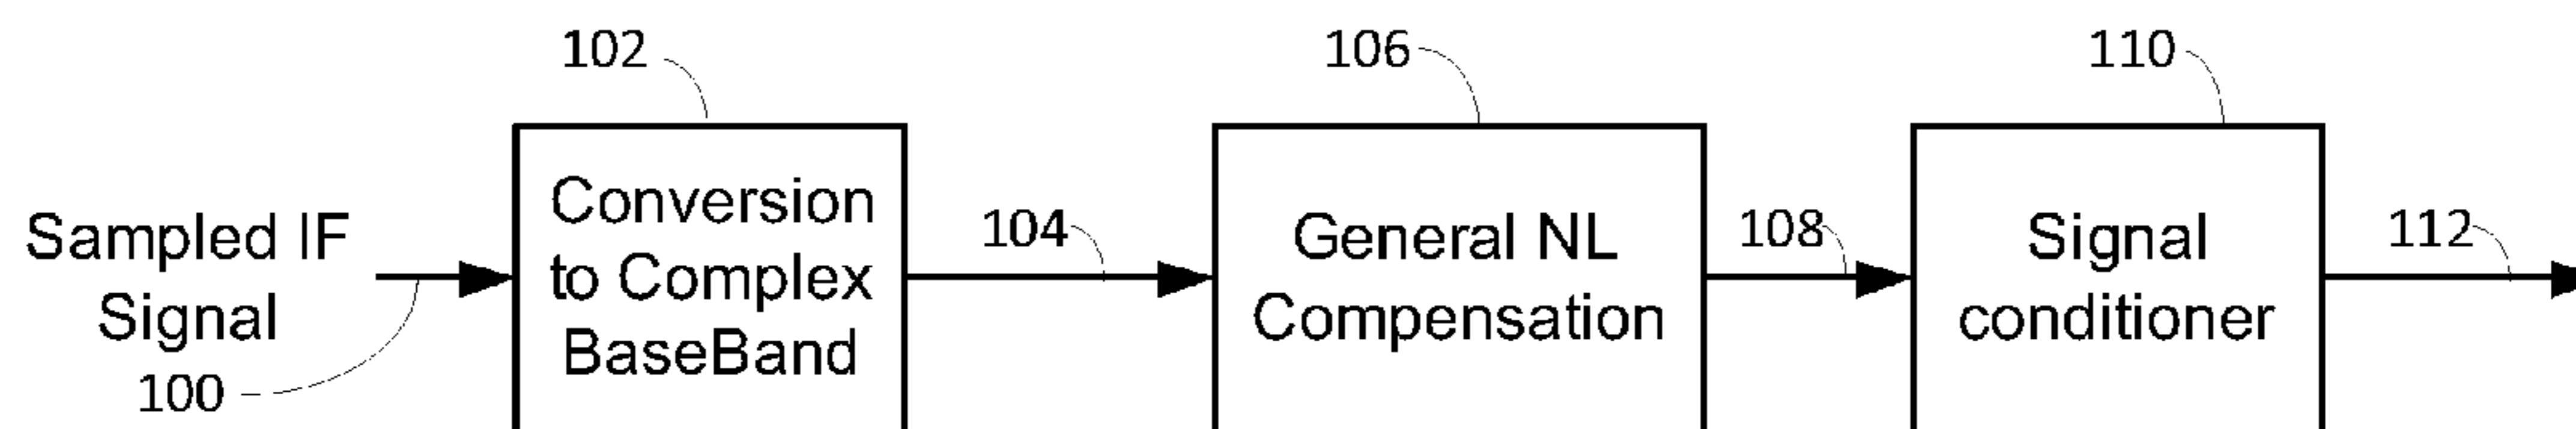 102
106
110
Sampled IF
Signal
100
Conversion
to Complex
BaseBand
104
General NL
Compensation
108
Signal
conditioner
112